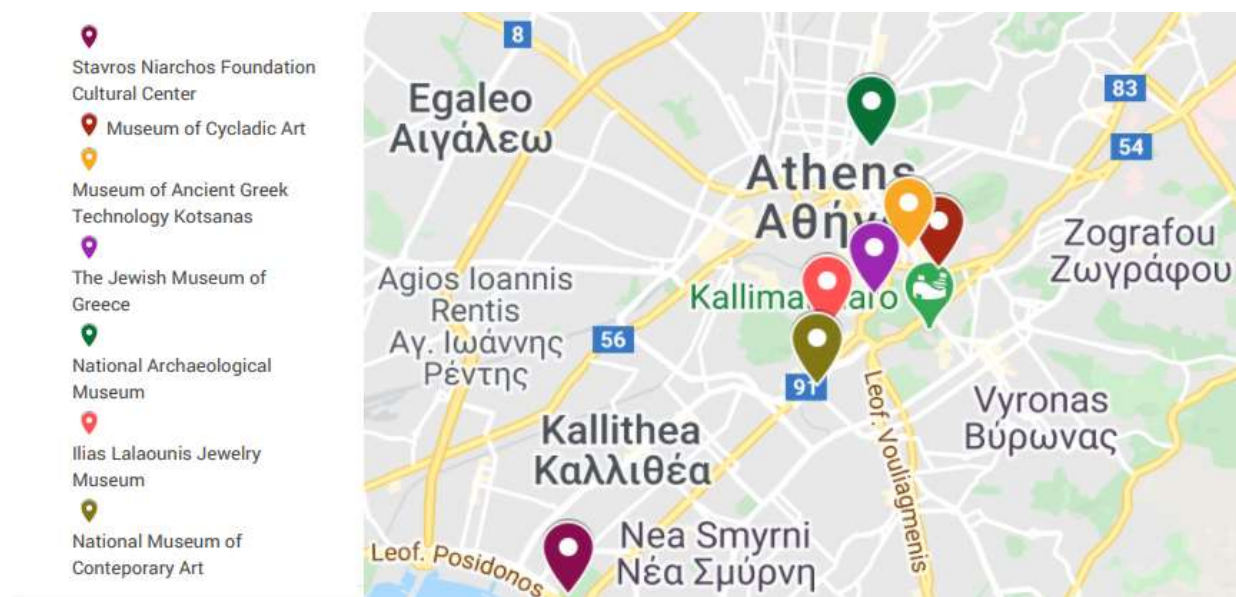 Stavros Niarchos Foundation
Cultural Center
Museum of Cycladic Art
Museum of Ancient Greek
Technology Kotsanas
The Jewish Museum of
Greece
National Archaeological
Museum
Ilias Lalaounis Jewelry
Museum
National Museum of
Conteporary Art
8
Egaleo
Αιγάλεω
83
54
Athens
Zografou
Ζωγράφου
Agios Ioannis
Rentis
Αγ. Ιωάννης
Ρέντης
56
91
Leof. Vouliagmenis
Vyronas
Βύρωνας
Kallithea
Καλλιθέα
Leof. Posidonos
Nea Smyrni
Νέα Σμύρνη